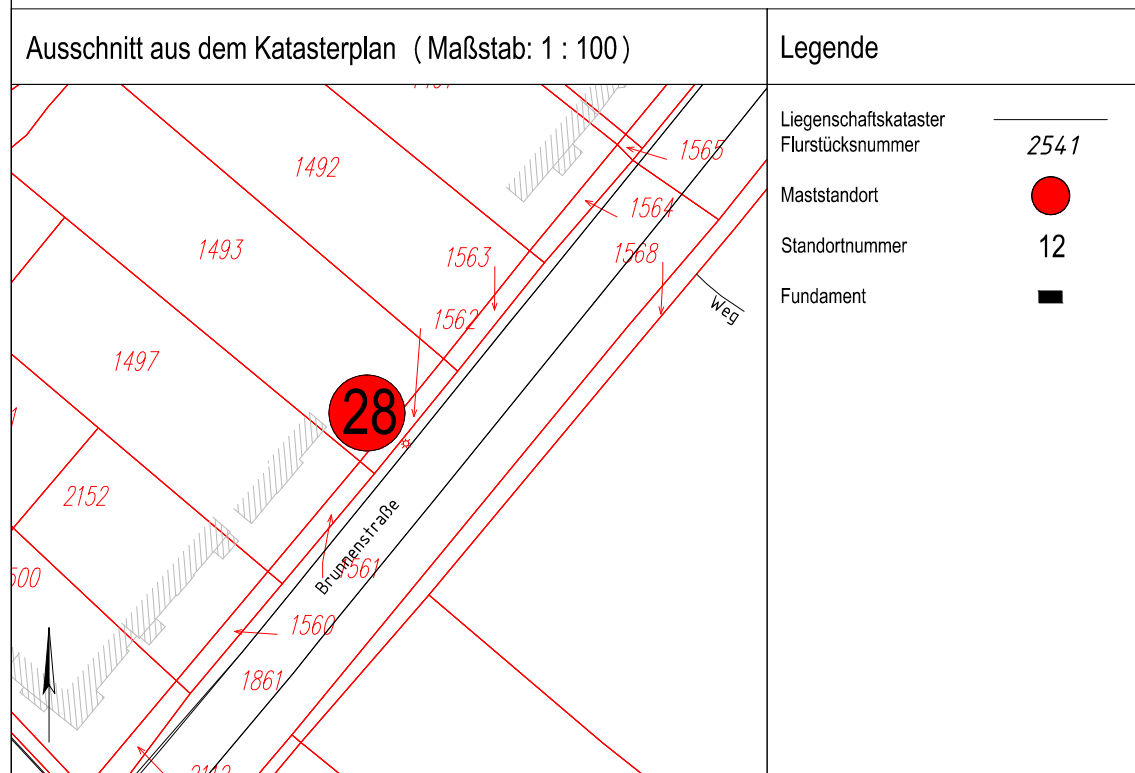 Ausschnitt aus dem Katasterplan (Maßstab: 1 : 100)
Legende
Liegenschaftskataster
Flurstücksnummer 2541
Maststandort
Standortnummer 12
Fundament
1492
1565
1564
1493
1563
1568
Weg
1562
1497
28
2152
Brunnenstraße
1561
500
1560
1861